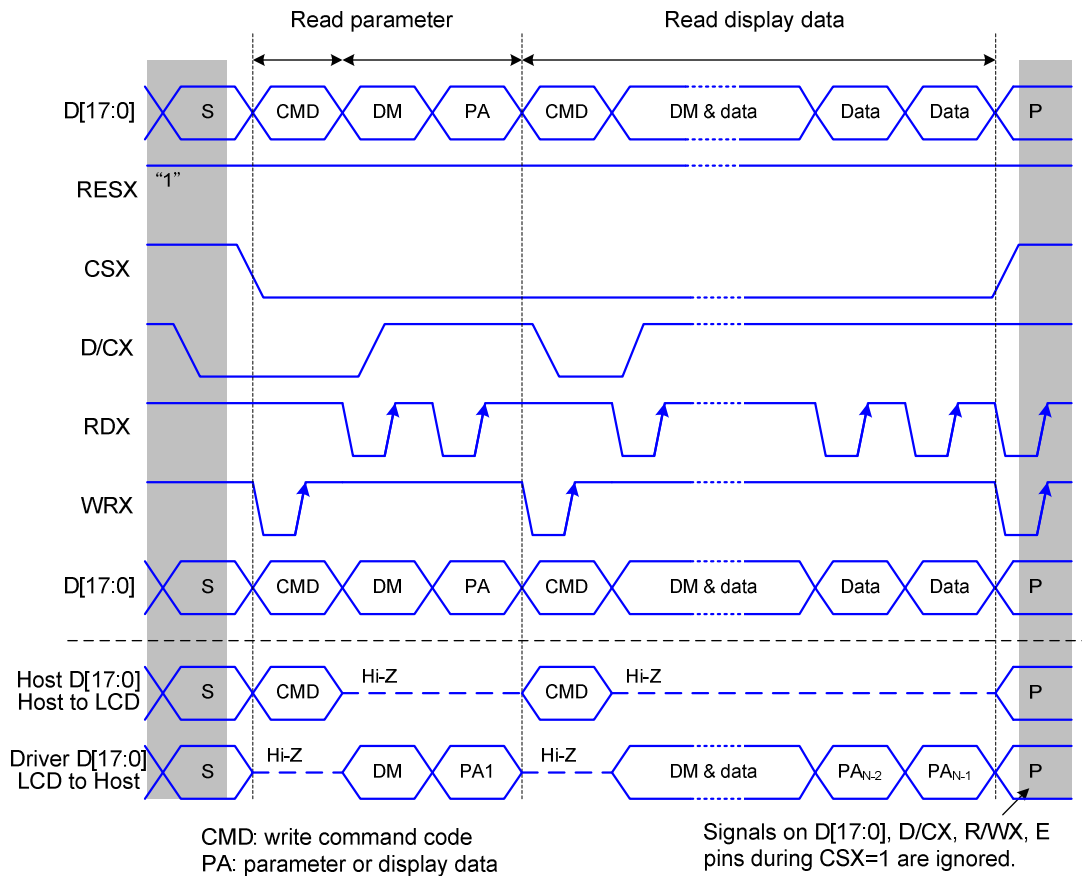 Read parameter Read display data
D[17:0] S CMD DM PA CMD DM & data Data Data P
RESX “1”
CSX
D/CX
RDX
WRX
D[17:0] S CMD DM PA CMD DM & data Data Data P
Host D[17:0]
Host to LCD
S CMD Hi-Z CMD Hi-Z P
Driver D[17:0]
LCD to Host
S Hi-Z DM PA1 Hi-Z DM & data PAN-2 PAN-1 P
CMD: write command code
PA: parameter or display data
Signals on D[17:0], D/CX, R/WX, E
pins during CSX=1 are ignored.